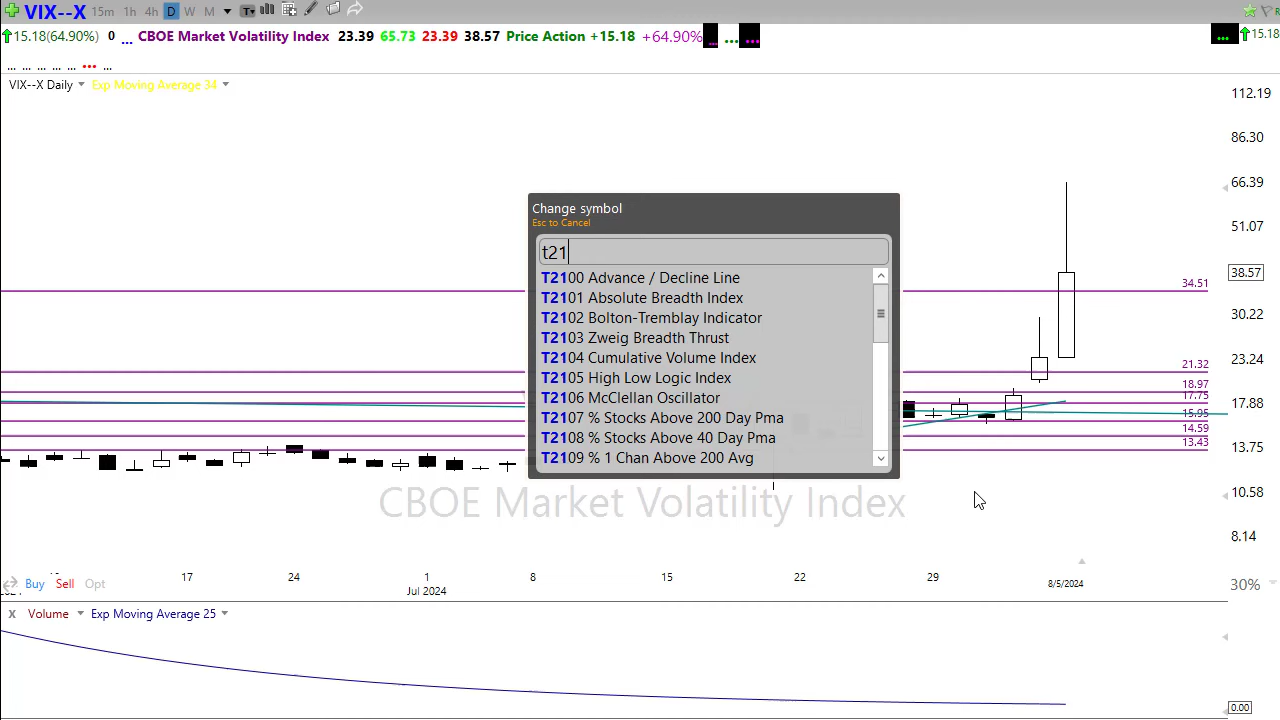 VIX--X 15m 1h 4h D W M
15.18(64.90%) 0 ... CBOE Market Volatility Index 23.39 65.73 23.39 38.57 Price Action +15.18 +64.90% ... ... ... ... 15.18
... ... ... ... ... ... ...
VIX--X Daily Exp Moving Average 34
112.19
86.30
66.39
51.07
38.57
34.51
30.22
23.24
21.32
18.97
17.75
17.88
15.95
14.59
13.75
13.43
10.58
8.14
Change symbol
Esc to Cancel
t21
T2100 Advance / Decline Line
T2101 Absolute Breadth Index
T2102 Bolton-Tremblay Indicator
T2103 Zweig Breadth Thrust
T2104 Cumulative Volume Index
T2105 High Low Logic Index
T2106 McClellan Oscillator
T2107 % Stocks Above 200 Day Pma
T2108 % Stocks Above 40 Day Pma
T2109 % 1 Chan Above 200 Avg
CBOE Market Volatility Index
17 24 1 8 15 22 29 8/5/2024
Buy Sell Opt 30%
Jul 2024
X Volume Exp Moving Average 25
0.00